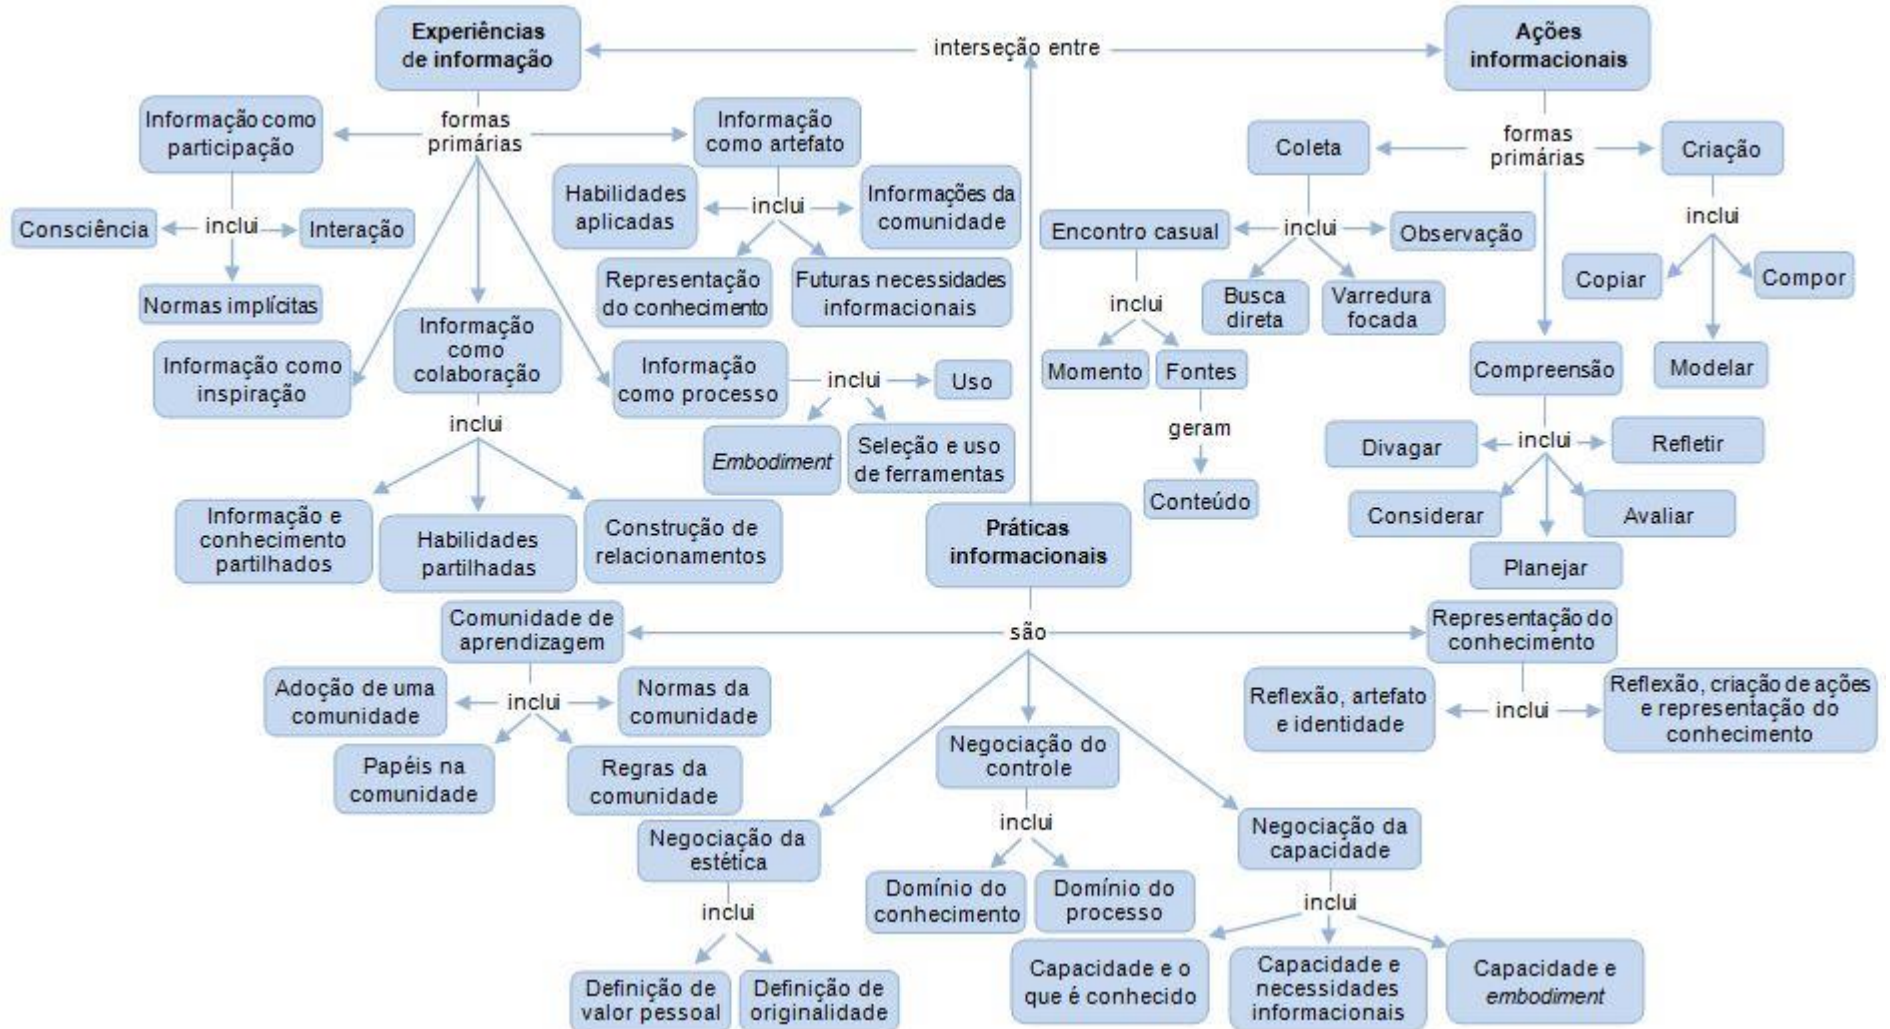 Experiências
de informação
interseção entre
Ações
informacionais
Informação como
participação
formas
primárias
Informação
como artefato
Consciência
inclui
Interação
Normas implícitas
Habilidades
aplicadas
inclui
Informações da
comunidade
Representação
do conhecimento
Futuras necessidades
informacionais
Informação como
inspiração
Informação
como
colaboração
Informação
como processo
inclui
Uso
Embodiment
Seleção e uso
de ferramentas
inclui
Informação e
conhecimento
partilhados
Habilidades
partilhadas
Construção de
relacionamentos
Coleta
formas
primárias
Criação
Encontro casual
inclui
Observação
Busca
direta
Varredura
focada
inclui
Momento
Fontes
geram
Conteúdo
inclui
Copiar
Compor
Modelar
Compreensão
Divagar
inclui
Refletir
Considerar
Avaliar
Planejar
Práticas
informacionais
são
Comunidade de
aprendizagem
Representação do
conhecimento
Adoção de uma
comunidade
inclui
Normas da
comunidade
Papéis na
comunidade
Regras da
comunidade
Reflexão, artefato
e identidade
inclui
Reflexão, criação de ações
e representação do
conhecimento
Negociação da
estética
inclui
Definição de
valor pessoal
Definição de
originalidade
Negociação do
controle
inclui
Domínio do
conhecimento
Domínio do
processo
Negociação da
capacidade
inclui
Capacidade e o
que é conhecido
Capacidade e
necessidades
informacionais
Capacidade e
embodiment